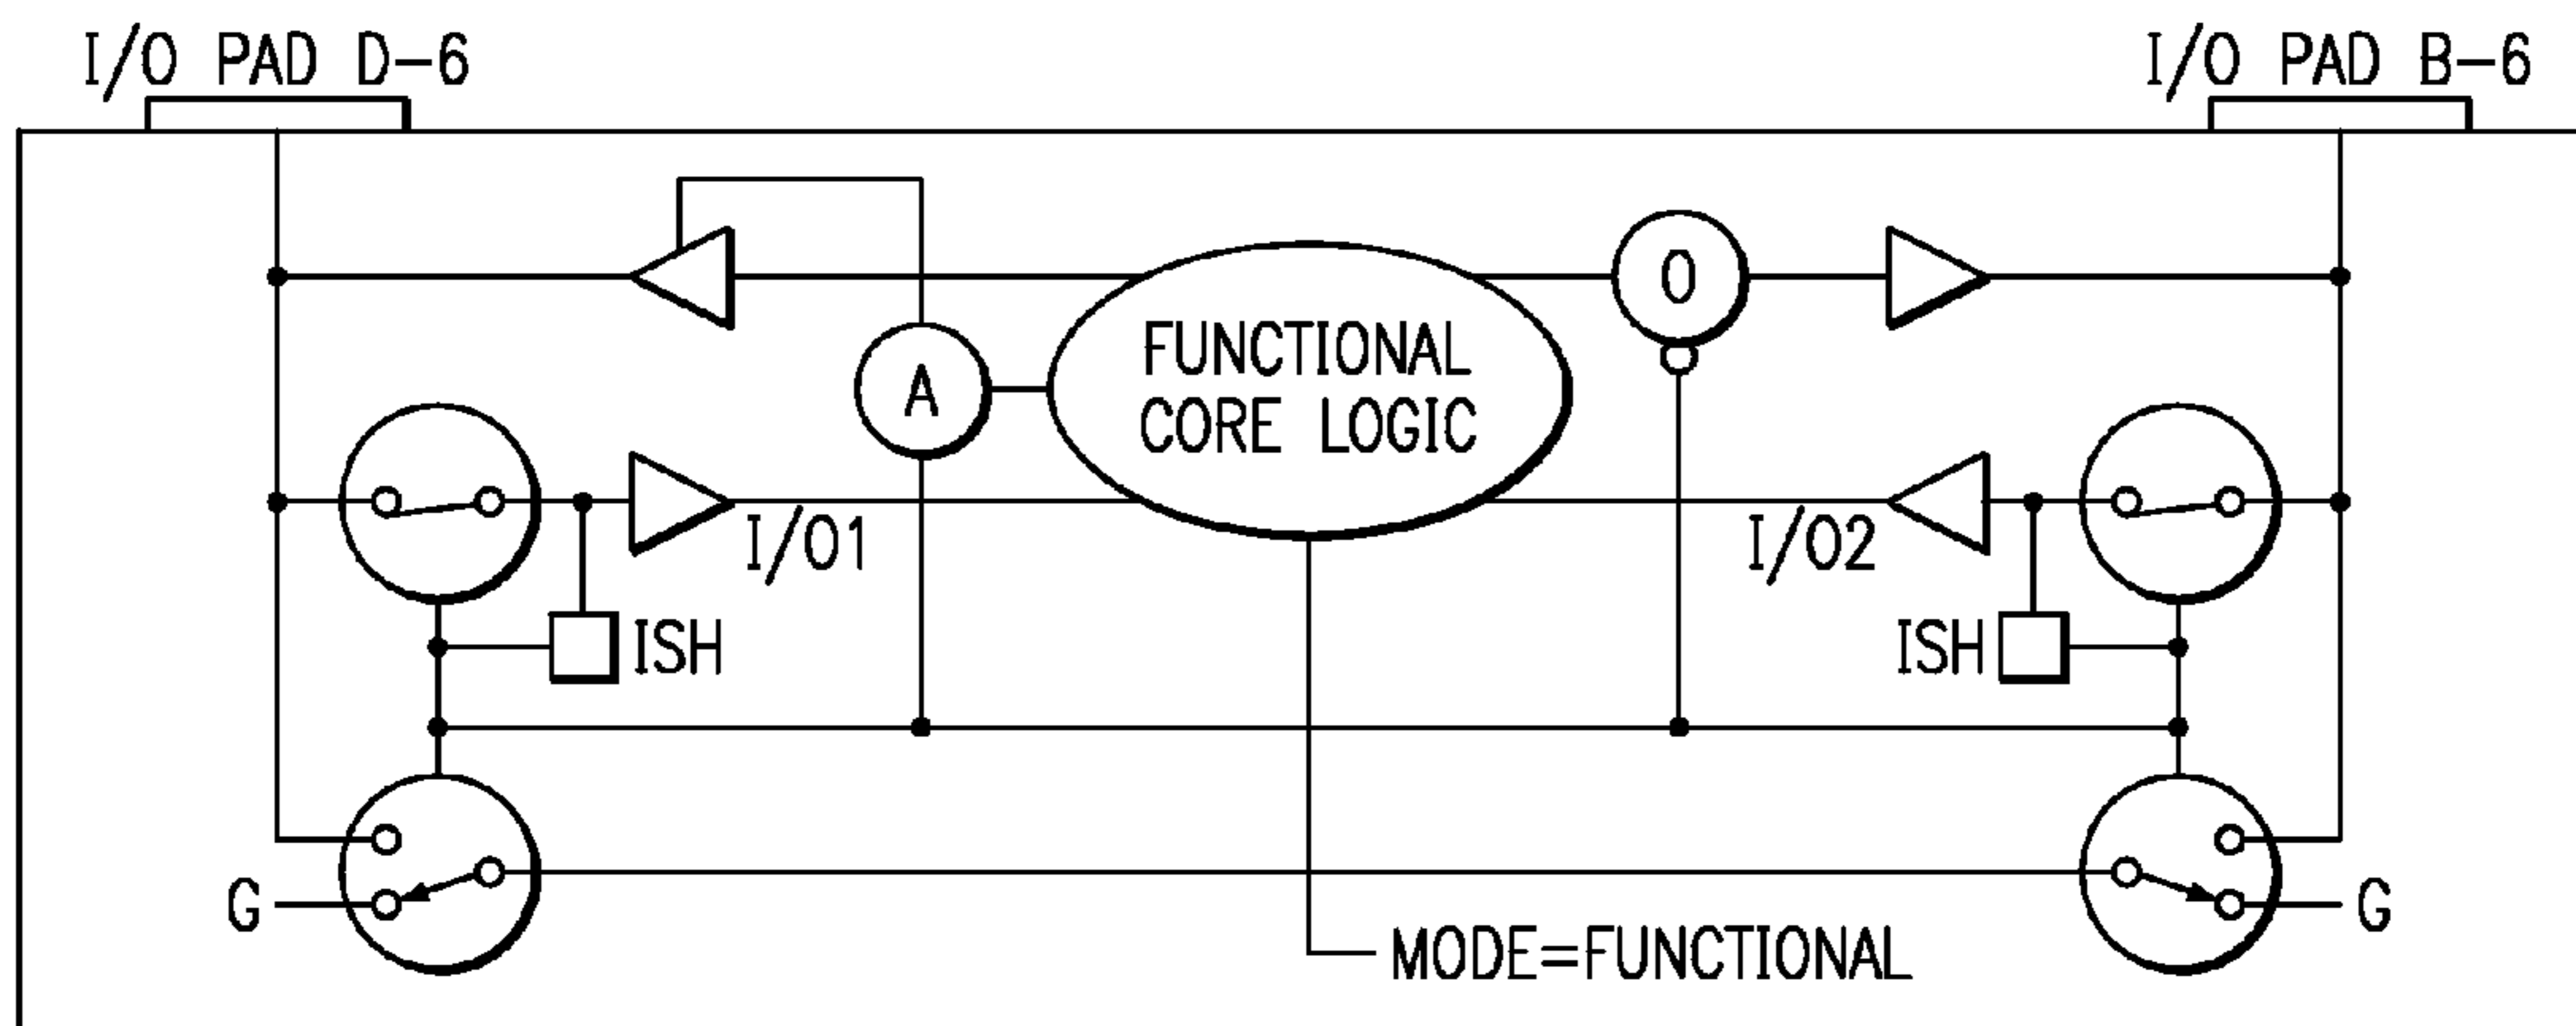 I/O PAD D-6
I/O PAD B-6
O
FUNCTIONAL
CORE LOGIC
A
I/O1
I/O2
ISH
ISH
G
G
MODE=FUNCTIONAL